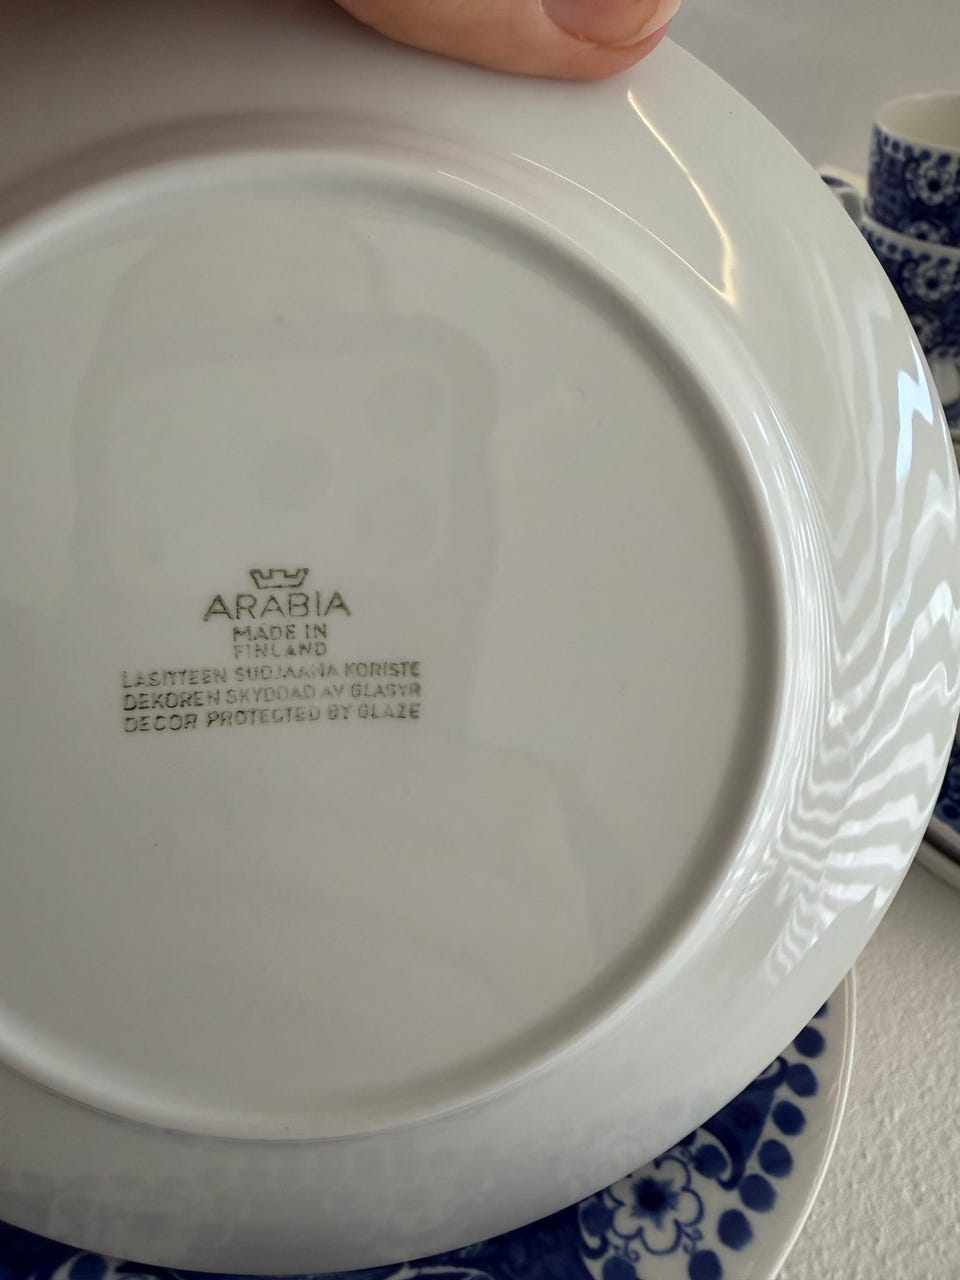 ARABIA
MADE IN
FINLAND
LASITTEEN SUOJAAMA KORISTE
DEKOREN SKYDDAD AV GLASYR
DECOR PROTECTED BY GLAZE